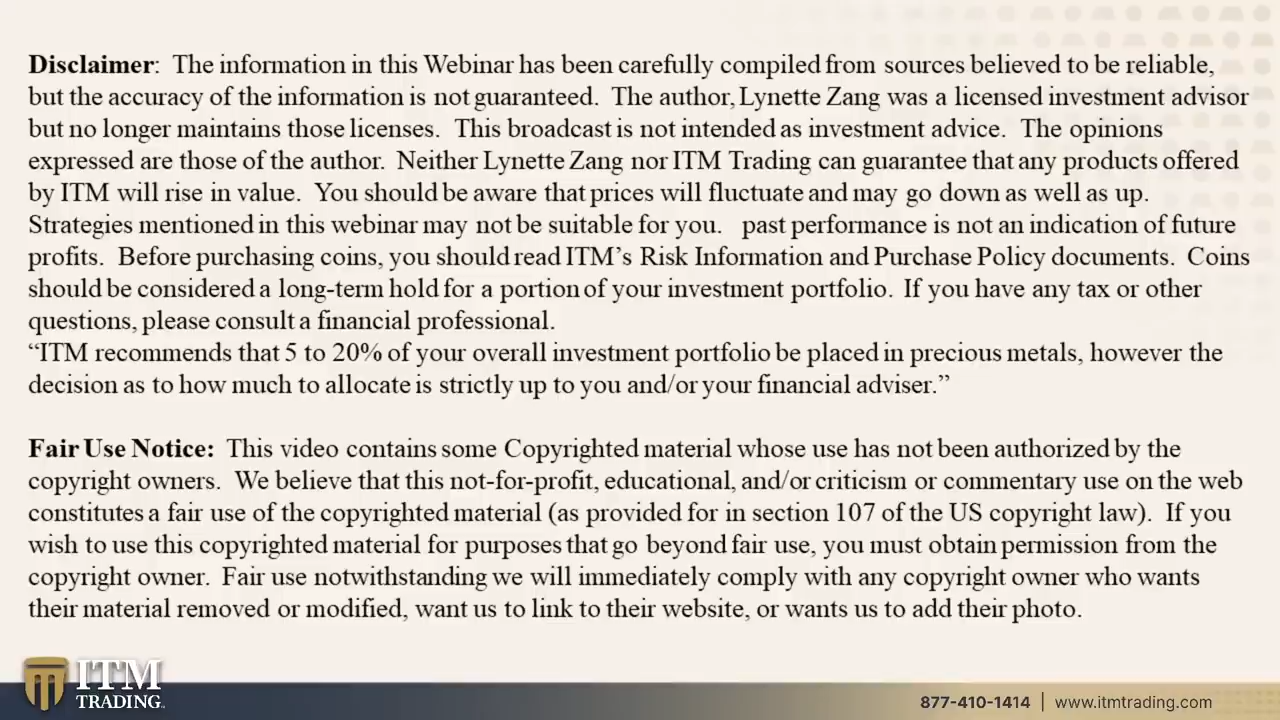 Disclaimer: The information in this Webinar has been carefully compiled from sources believed to be reliable,
but the accuracy of the information is not guaranteed. The author, Lynette Zang was a licensed investment advisor
but no longer maintains those licenses. This broadcast is not intended as investment advice. The opinions
expressed are those of the author. Neither Lynette Zang nor ITM Trading can guarantee that any products offered
by ITM will rise in value. You should be aware that prices will fluctuate and may go down as well as up.
Strategies mentioned in this webinar may not be suitable for you. past performance is not an indication of future
profits. Before purchasing coins, you should read ITM’s Risk Information and Purchase Policy documents. Coins
should be considered a long-term hold for a portion of your investment portfolio. If you have any tax or other
questions, please consult a financial professional.
“ITM recommends that 5 to 20% of your overall investment portfolio be placed in precious metals, however the
decision as to how much to allocate is strictly up to you and/or your financial adviser.”
Fair Use Notice: This video contains some Copyrighted material whose use has not been authorized by the
copyright owners. We believe that this not-for-profit, educational, and/or criticism or commentary use on the web
constitutes a fair use of the copyrighted material (as provided for in section 107 of the US copyright law). If you
wish to use this copyrighted material for purposes that go beyond fair use, you must obtain permission from the
copyright owner. Fair use notwithstanding we will immediately comply with any copyright owner who wants
their material removed or modified, want us to link to their website, or wants us to add their photo.
ITM
TRADING
877-410-1414 | www.itmtrading.com